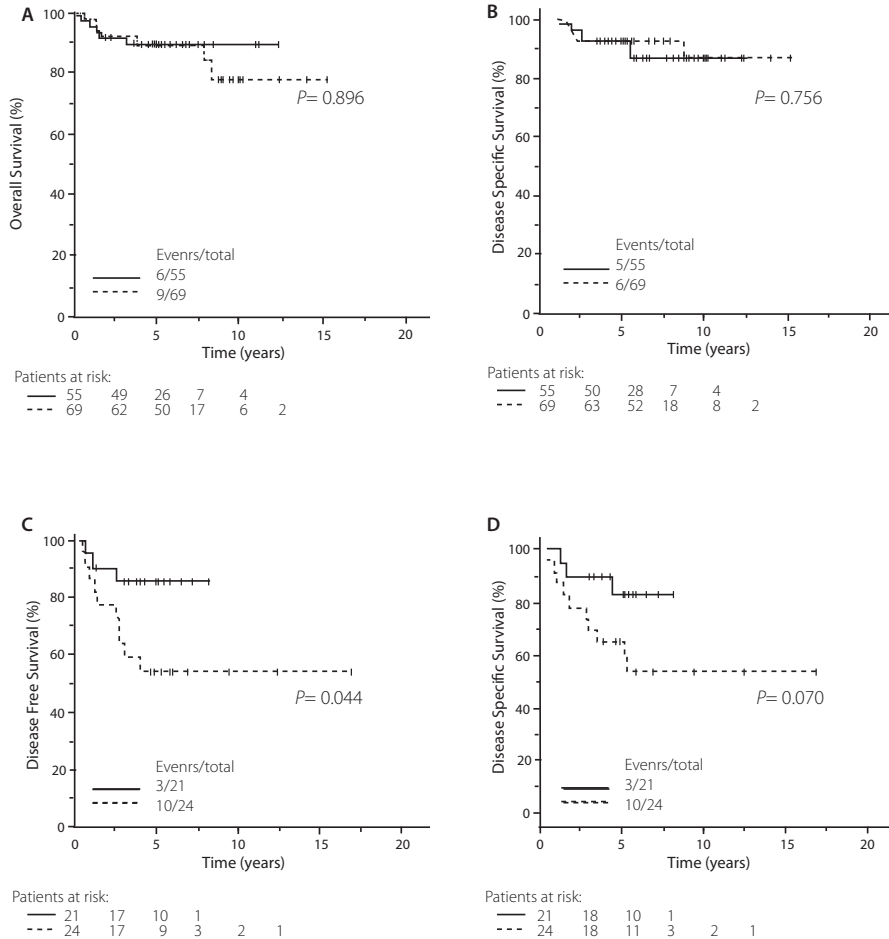 A
Overall Survival (%)
100
80
60
40
20
0
P= 0.896
Evenrs/total
6/55
9/69
0 5 10 15 20
Time (years)
Patients at risk:
55 49 26 7 4
69 62 50 17 6 2
B
Disease Specific Survival (%)
100
80
60
40
20
0
P= 0.756
Events/total
5/55
6/69
0 5 10 15 20
Time (years)
Patients at risk:
55 50 28 7 4
69 63 52 18 8 2
C
Disease Free Survival (%)
100
80
60
40
20
0
P= 0.044
Evenrs/total
3/21
10/24
0 5 10 15 20
Time (years)
Patients at risk:
21 17 10 1
24 17 9 3 2 1
D
Disease Specific Survival (%)
100
80
60
40
20
0
P= 0.070
Evenrs/total
3/21
10/24
0 5 10 15 20
Time (years)
Patients at risk:
21 18 10 1
24 18 11 3 2 1